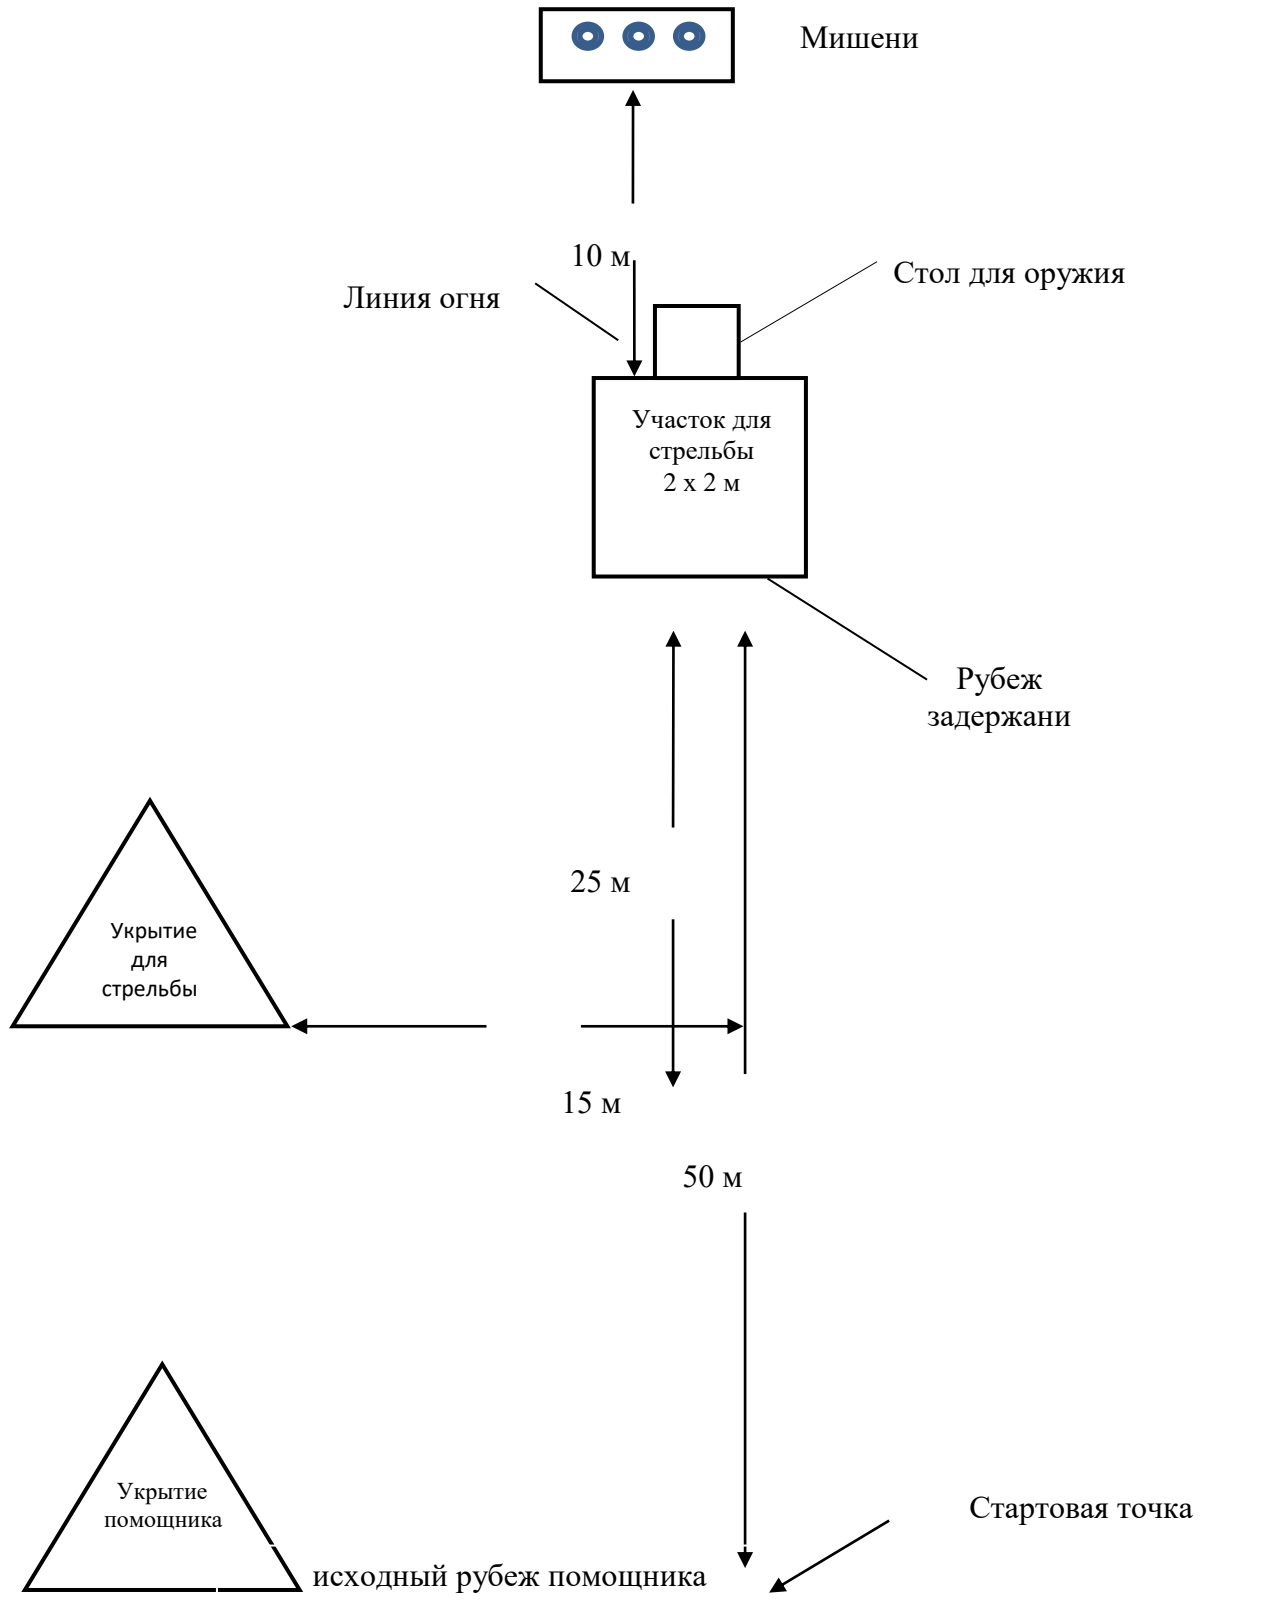 Мишени
10 м
Стол для оружия
Линия огня
Участок для
стрельбы
2 х 2 м
Рубеж
задержани
25 м
Укрытие
для
стрельбы
15 м
50 м
Укрытие
помощника
Стартовая точка
исходный рубеж помощника